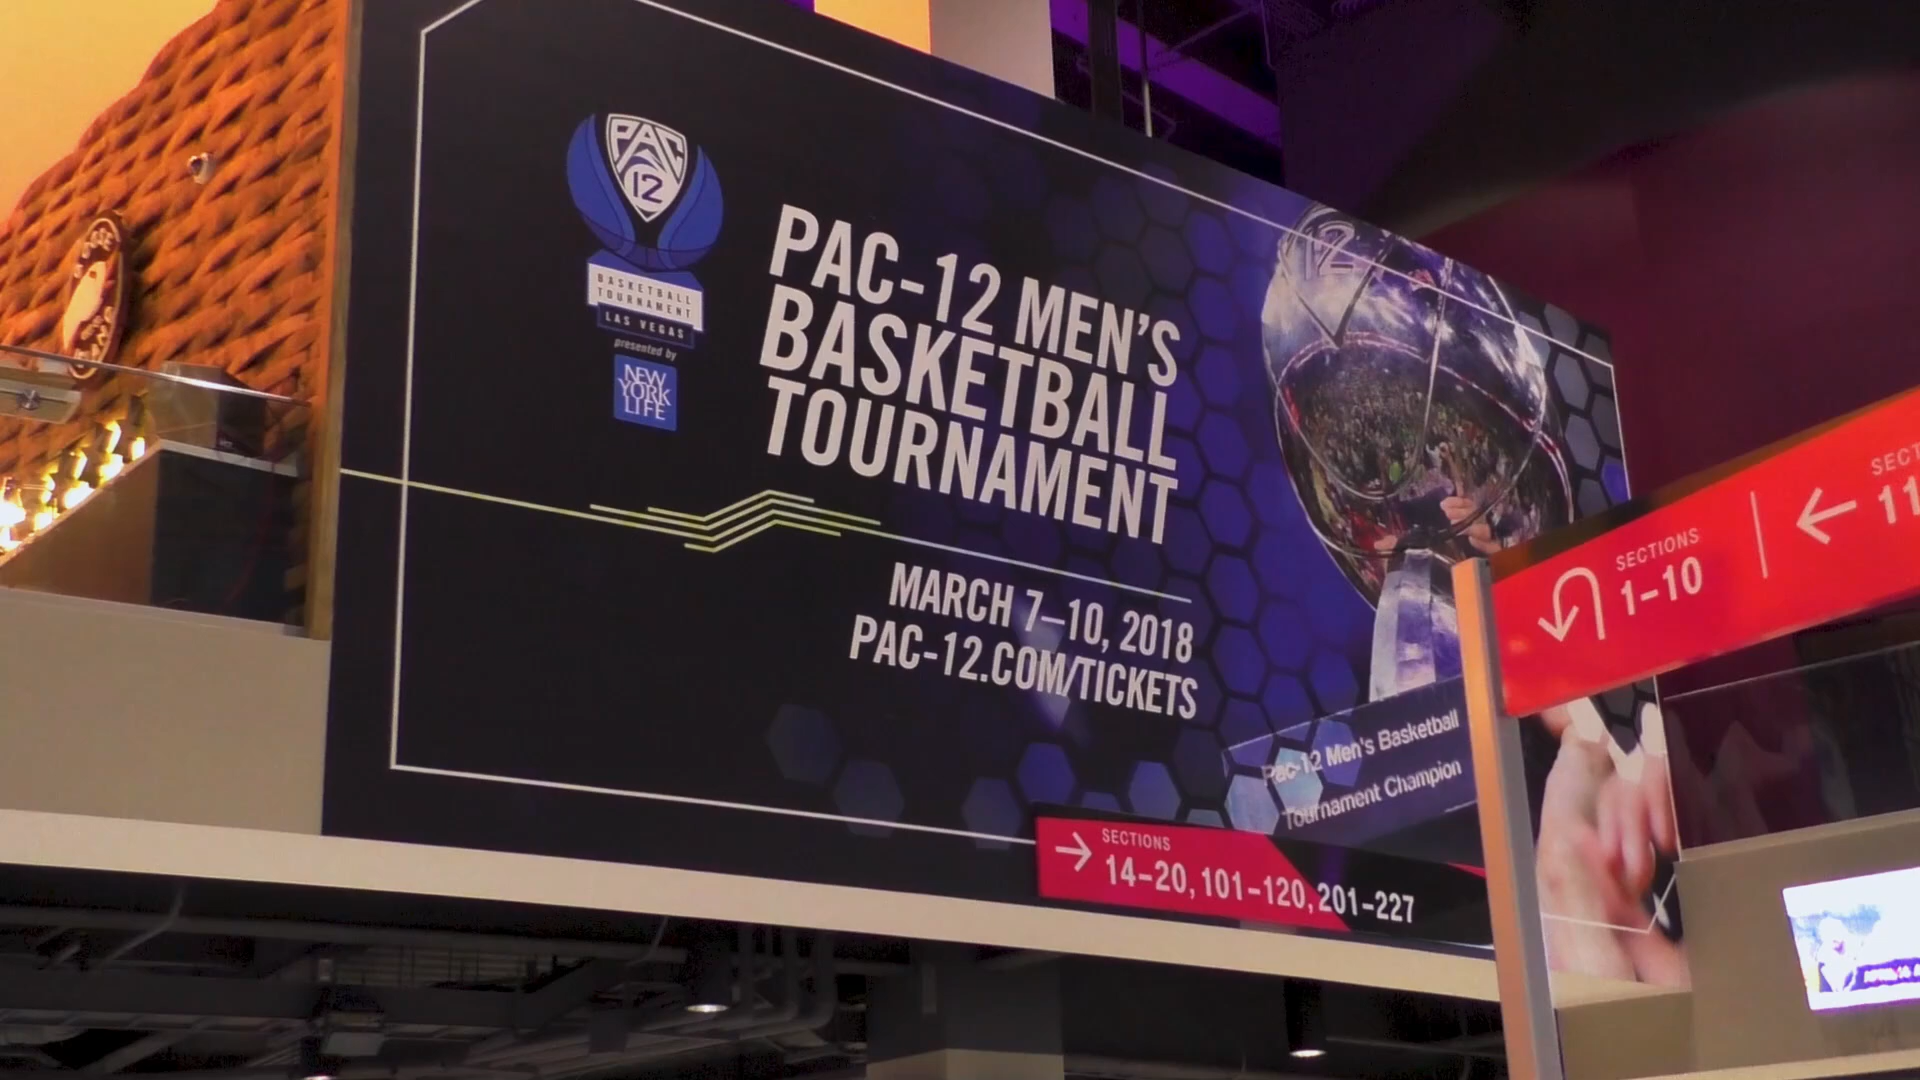 PAC
12
BASKETBALL
TOURNAMENT
LAS VEGAS
presented by
NEW
YORK
LIFE
PAC-12 MEN'S
BASKETBALL
TOURNAMENT
MARCH 7–10, 2018
PAC-12.COM/TICKETS
12
Pac-12 Men's Basketball
Tournament Champion
SECTIONS
14-20, 101-120, 201-227
SECTIONS
1-10